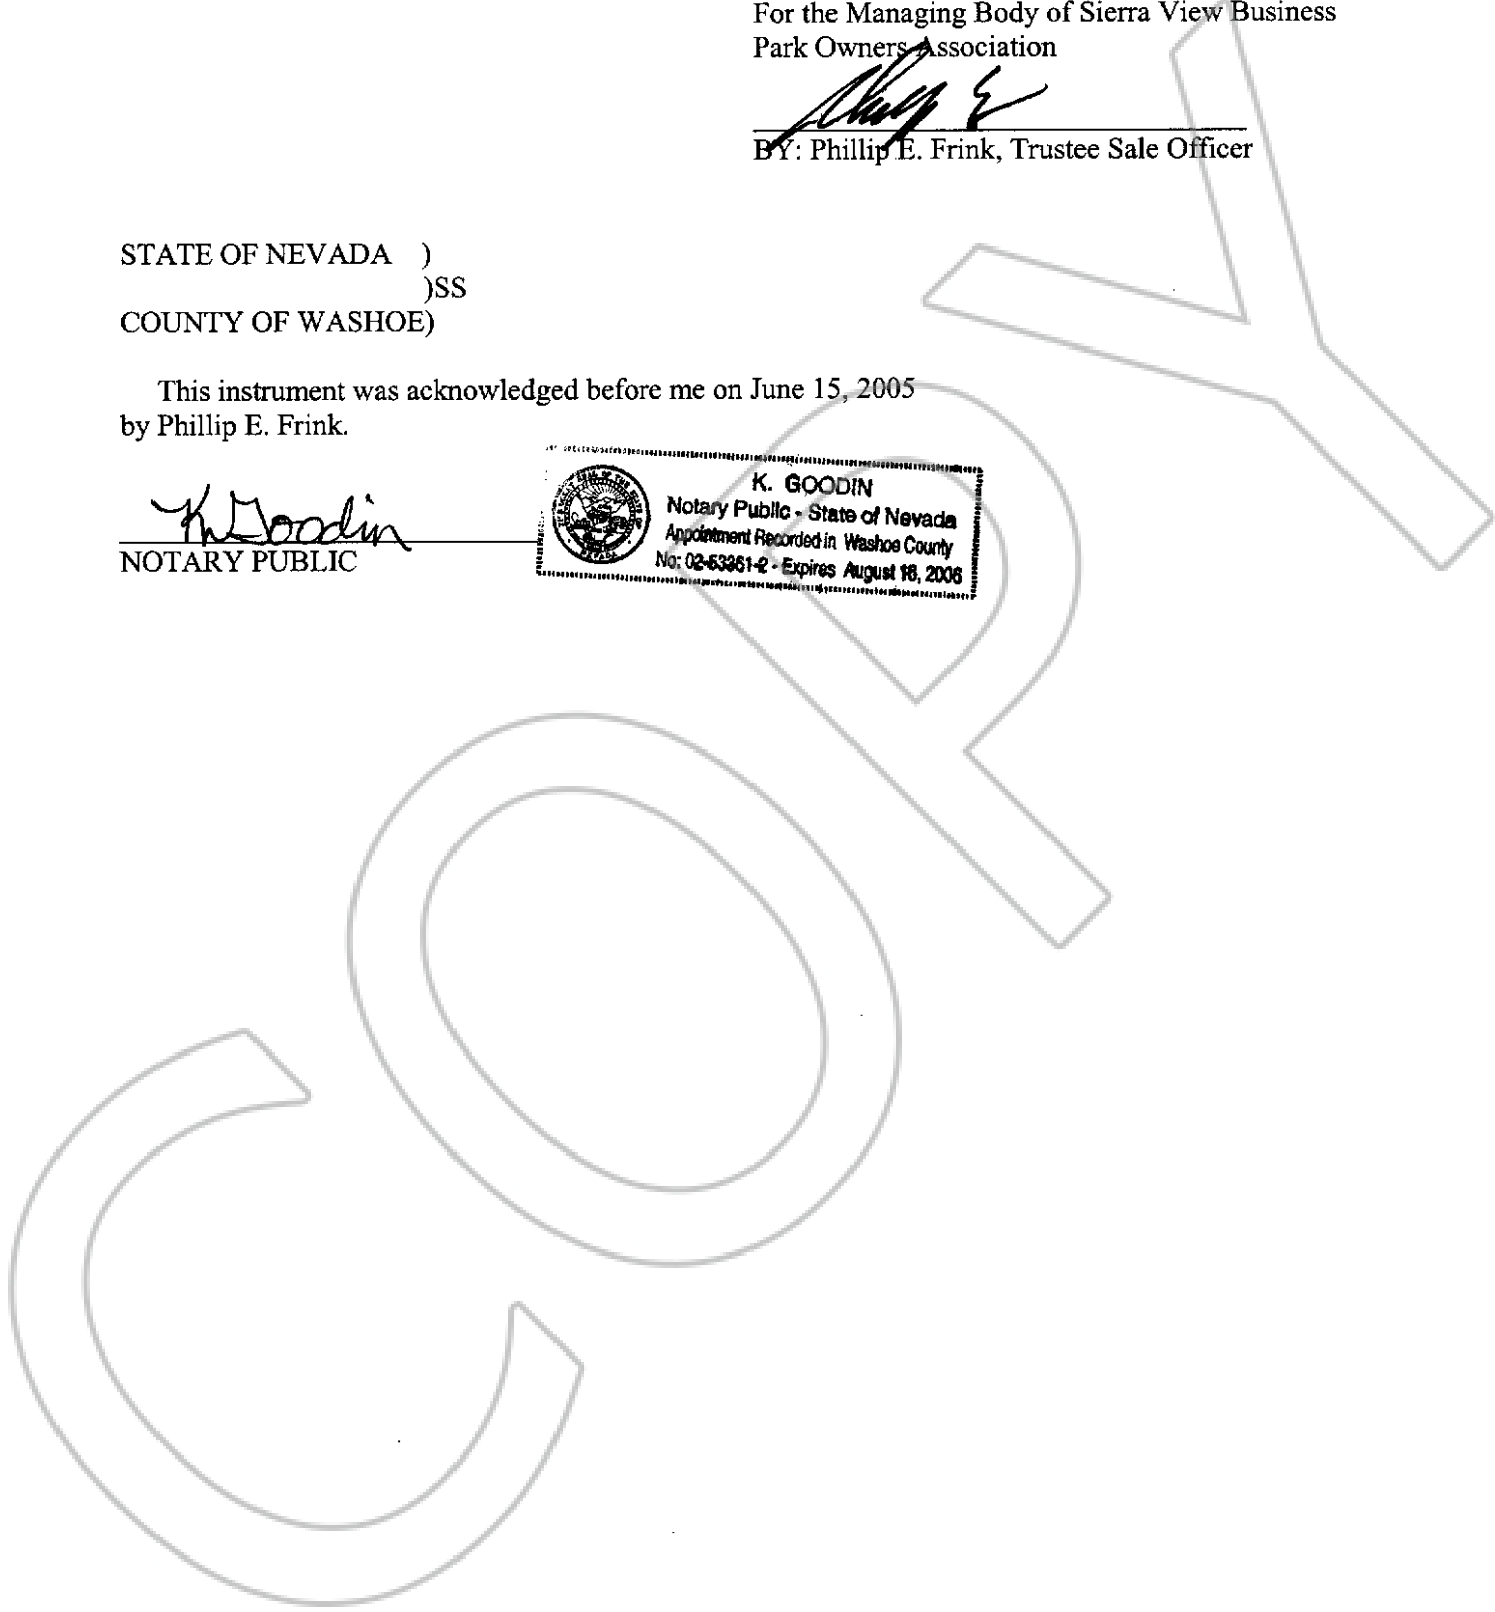 For the Managing Body of Sierra View Business
Park Owners Association
BY: Phillip E. Frink, Trustee Sale Officer
STATE OF NEVADA )
)SS
COUNTY OF WASHOE)
This instrument was acknowledged before me on June 15, 2005
by Phillip E. Frink.
K Goodin
NOTARY PUBLIC
K. GOODIN
Notary Public - State of Nevada
Appointment Recorded in Washoe County
No: 02-53361-2 - Expires August 16, 2006
COPY